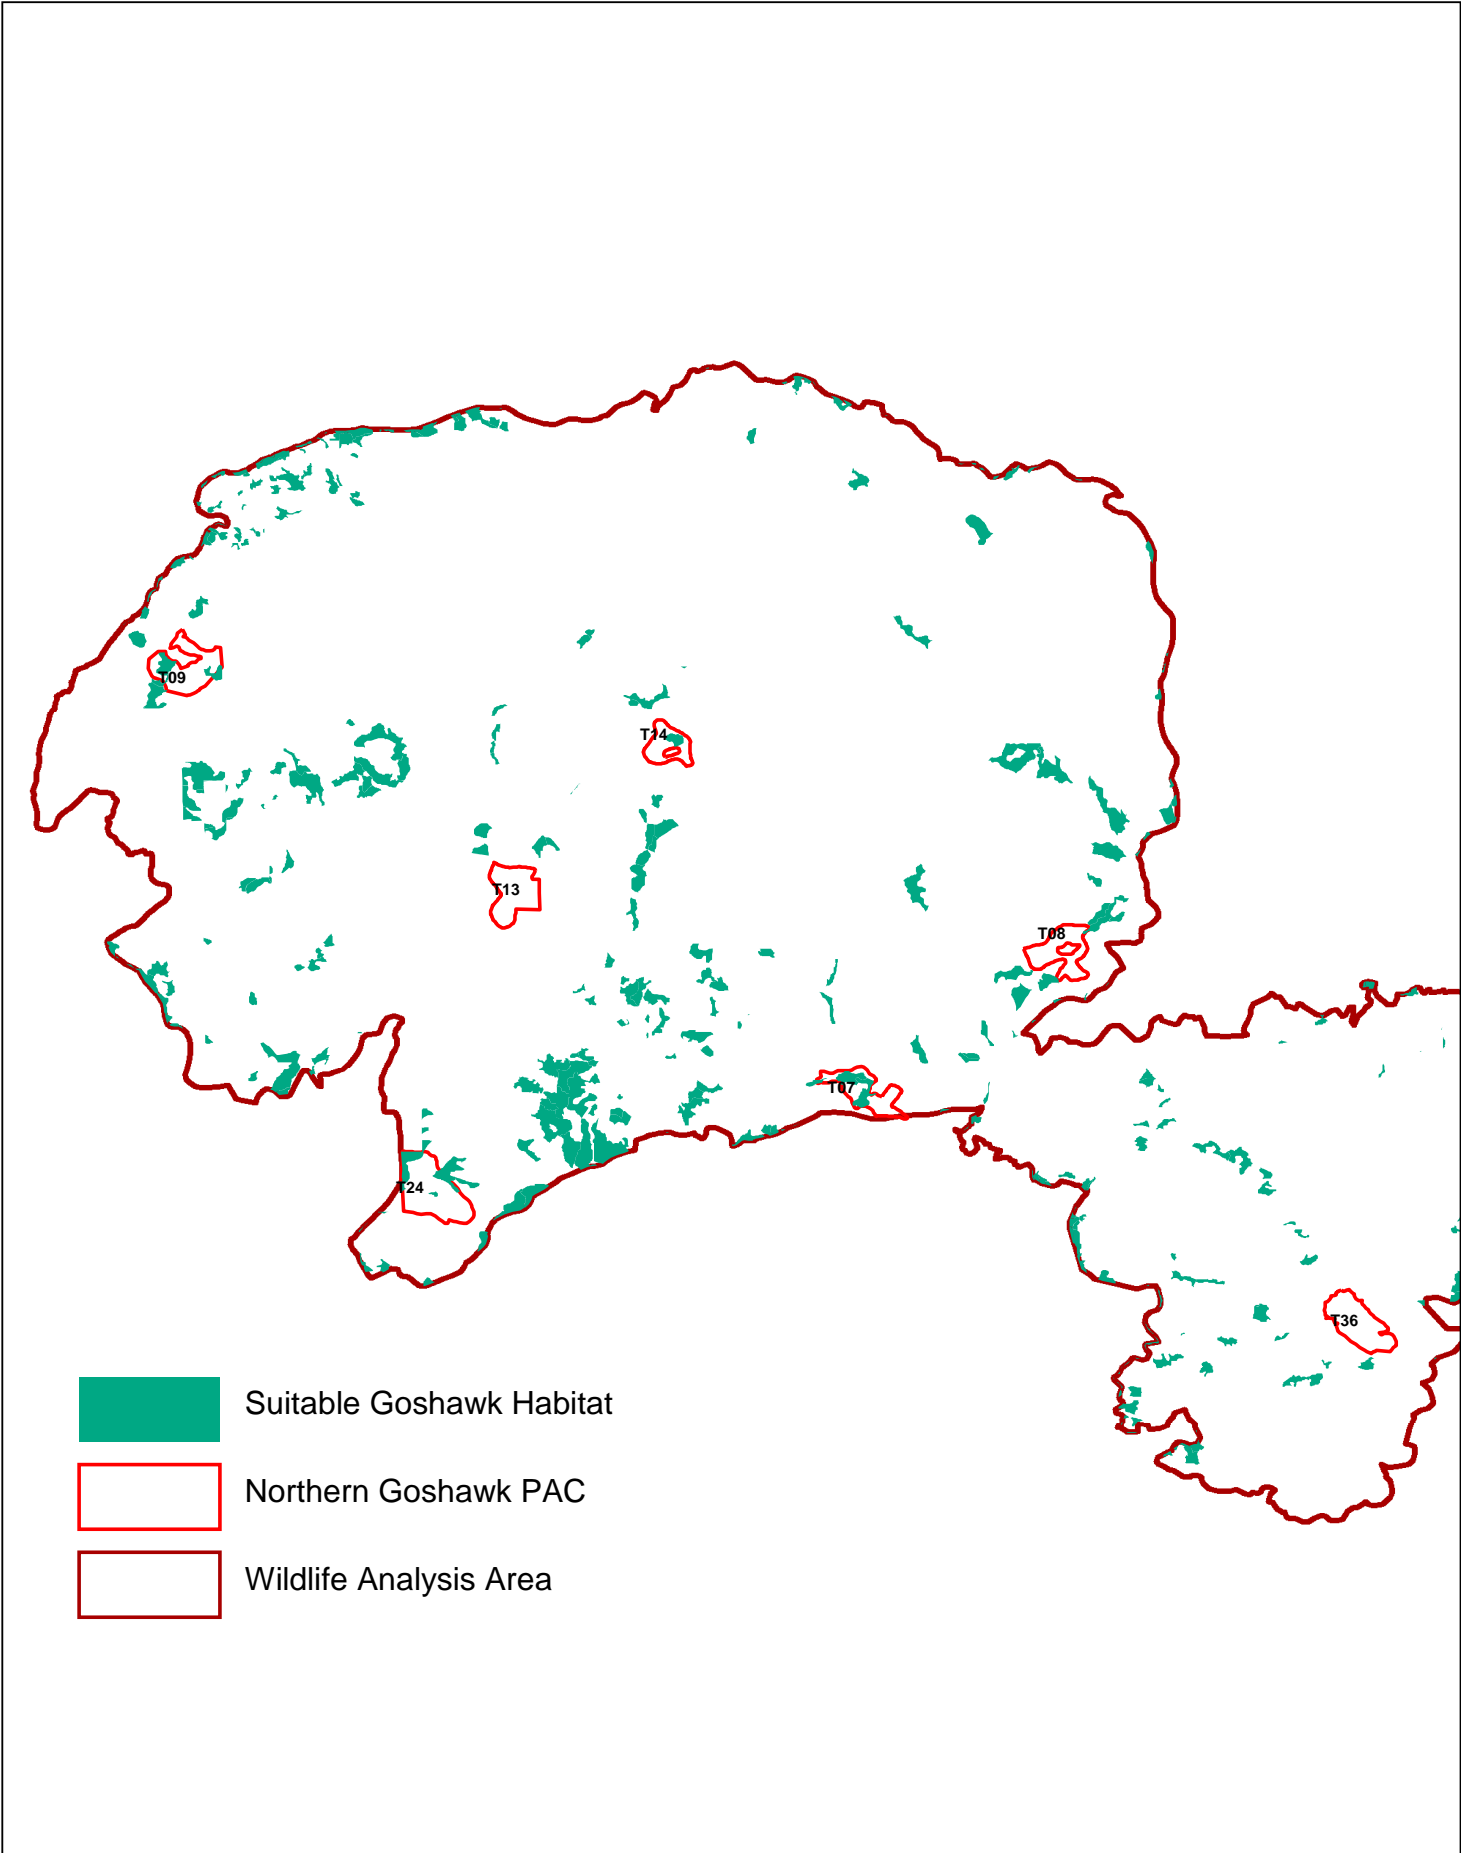 T09
T14
T13
T08
T07
T24
T36
Suitable Goshawk Habitat
Northern Goshawk PAC
Wildlife Analysis Area